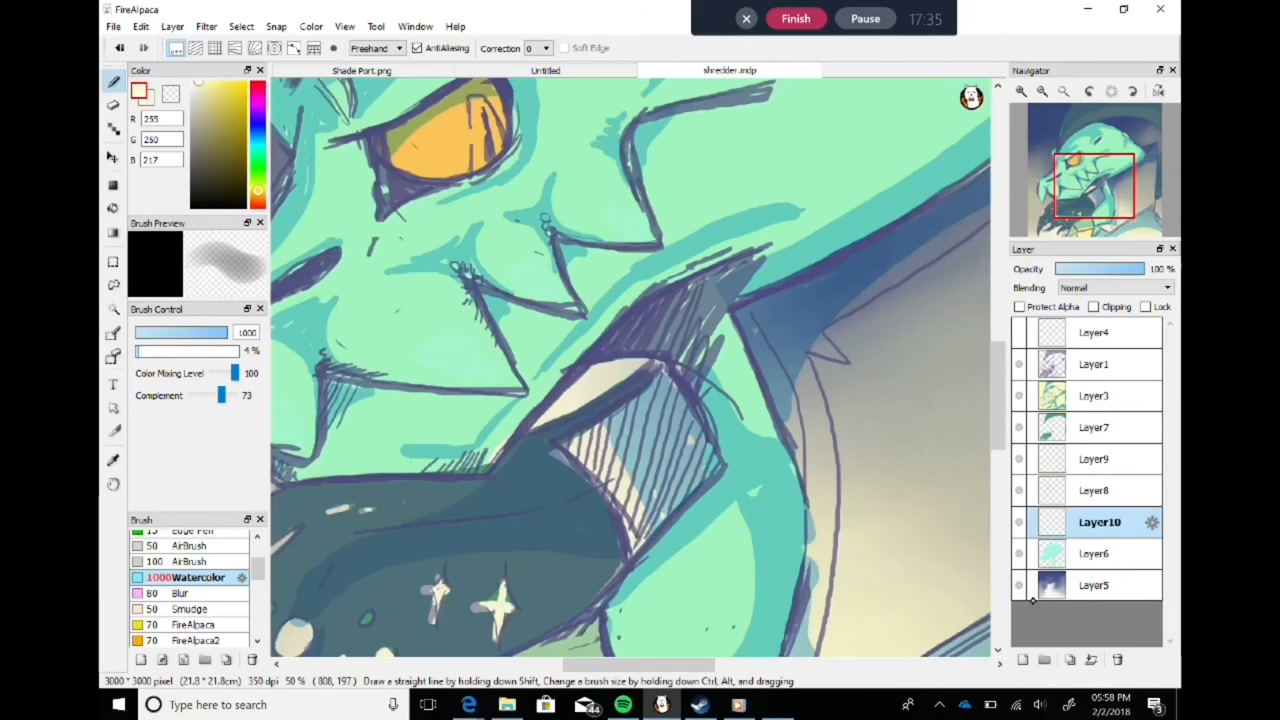 FireAlpaca
Finish
Pause
17:35
File Edit Layer Filter Select Snap Color View Tool Window Help
Freehand
AntiAliasing
Correction 0
Soft Edge
Color
Shade Port.png
Untitled
shredder.mdp
Navigator
R 255
G 250
B 217
Brush Preview
Layer
Opacity 100 %
Blending Normal
Protect Alpha Clipping Lock
Brush Control
1000
4 %
Color Mixing Level 100
Complement 73
Layer4
Layer1
Layer3
Layer7
Layer9
Layer8
Layer10
Layer6
Layer5
Brush
15 Edge Pen
50 AirBrush
100 AirBrush
1000 Watercolor
80 Blur
50 Smudge
70 FireAlpaca
70 FireAlpaca2
3000 * 3000 pixel (21.8 * 21.8cm) 350 dpi 50 % ( 808, 197 ) Draw a straight line by holding down Shift, Change a brush size by holding down Ctrl, Alt, and dragging
Type here to search
44
05:58 PM
2/2/2018
3